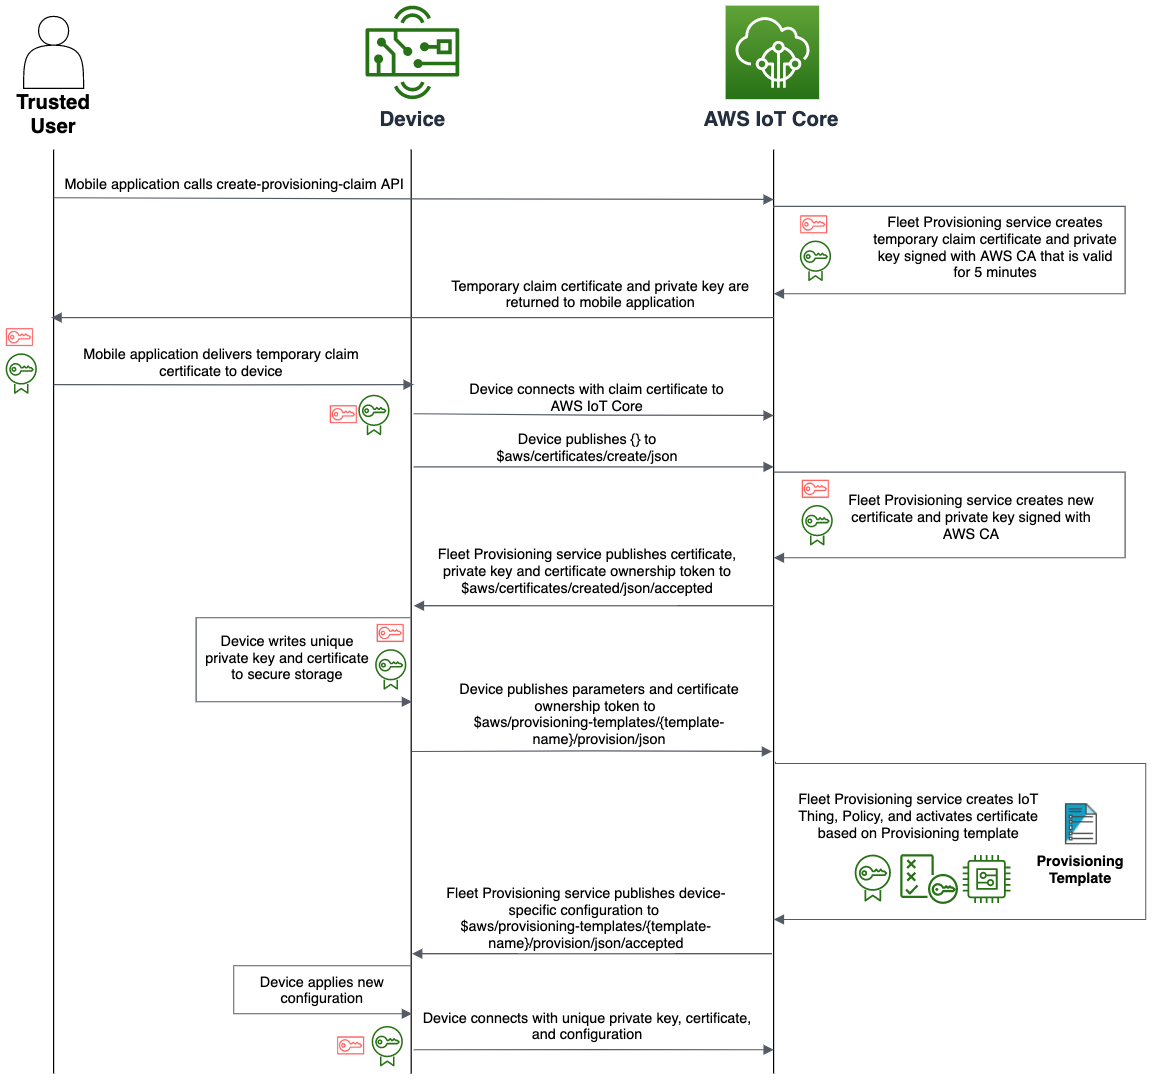 Trusted
User
Device
AWS IoT Core
Mobile application calls create-provisioning-claim API
Fleet Provisioning service creates
temporary claim certificate and private
key signed with AWS CA that is valid
for 5 minutes
Temporary claim certificate and private key are
returned to mobile application
Mobile application delivers temporary claim
certificate to device
Device connects with claim certificate to
AWS IoT Core
Device publishes {} to
$aws/certificates/create/json
Fleet Provisioning service creates new
certificate and private key signed with
AWS CA
Fleet Provisioning service publishes certificate,
private key and certificate ownership token to
$aws/certificates/created/json/accepted
Device writes unique
private key and certificate
to secure storage
Device publishes parameters and certificate
ownership token to
$aws/provisioning-templates/{template-
name}/provision/json
Fleet Provisioning service creates IoT
Thing, Policy, and activates certificate
based on Provisioning template
Provisioning
Template
Fleet Provisioning service publishes device-
specific configuration to
$aws/provisioning-templates/{template-
name}/provision/json/accepted
Device applies new
configuration
Device connects with unique private key, certificate,
and configuration